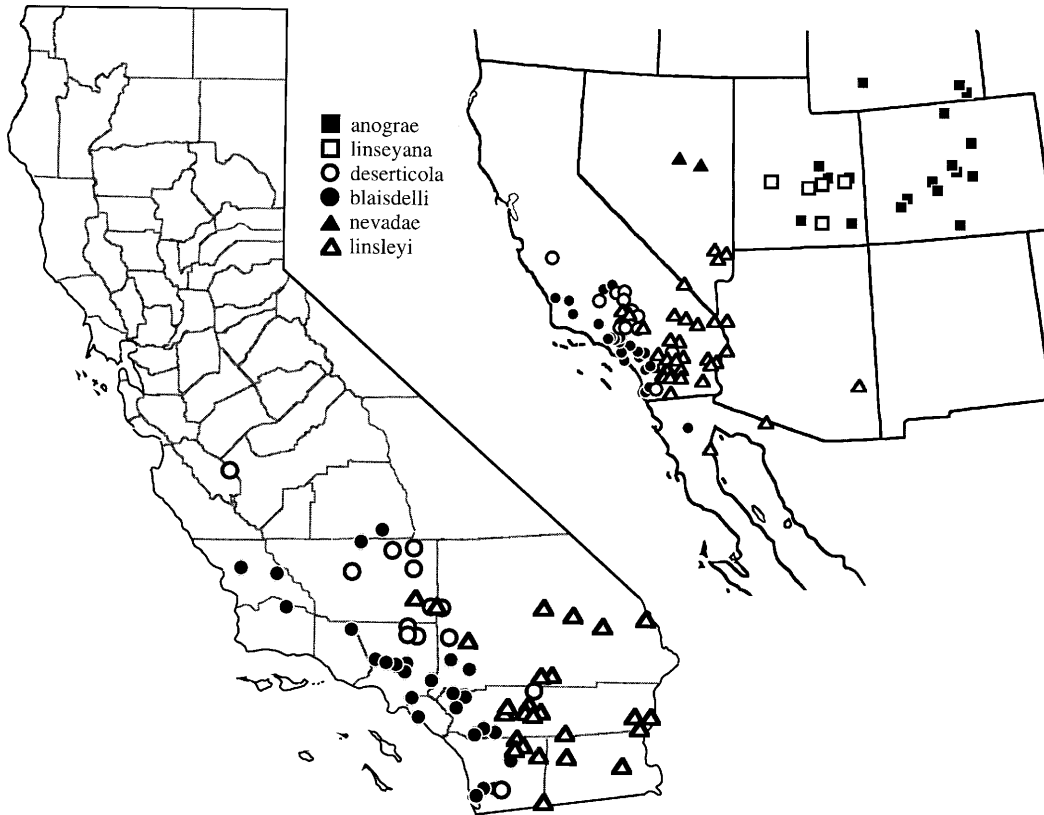 anograe
linseyana
deserticola
blaisdelli
nevadae
linsleyi